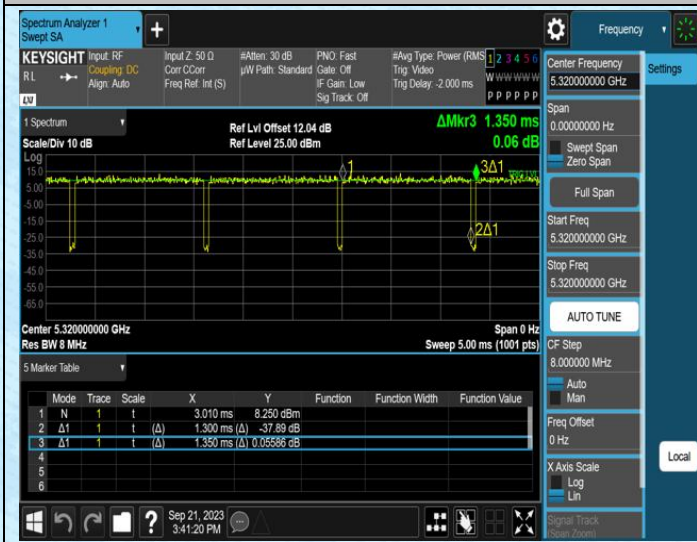 Spectrum Analyzer 1
Swept SA
+
Frequency
KEYSIGHT
RL
LXI
Input: RF
Coupling: DC
Align: Auto
Input Z: 50 Ω
Corr CCorr
Freq Ref: Int (S)
#Atten: 30 dB
µW Path: Standard
PNO: Fast
Gate: Off
IF Gain: Low
Sig Track: Off
#Avg Type: Power (RMS
Trig: Video
Trig Delay: -2.000 ms
1 2 3 4 5 6
W W W W W W
P P P P P P
1 Spectrum
Scale/Div 10 dB
Ref Lvl Offset 12.04 dB
Ref Level 25.00 dBm
ΔMkr3 1.350 ms
0.06 dB
Log
15.0
5.00
-5.00
-15.0
-25.0
-35.0
-45.0
-55.0
-65.0
1
3Δ1
2Δ1
Center 5.320000000 GHz
Res BW 8 MHz
Span 0 Hz
Sweep 5.00 ms (1001 pts)
5 Marker Table
Mode Trace Scale X Y Function Function Width Function Value
1 N 1 t 3.010 ms 8.250 dBm
2 Δ1 1 t (Δ) 1.300 ms (Δ) -37.89 dB
3 Δ1 1 t (Δ) 1.350 ms (Δ) 0.05586 dB
4
5
6
?
Sep 21, 2023
3:41:20 PM
Center Frequency
5.320000000 GHz
Span
0.00000000 Hz
Swept Span
Zero Span
Full Span
Start Freq
5.320000000 GHz
Stop Freq
5.320000000 GHz
AUTO TUNE
CF Step
8.000000 MHz
Auto
Man
Freq Offset
0 Hz
X Axis Scale
Log
Lin
Signal Track
(Span Zoom)
Settings
Local